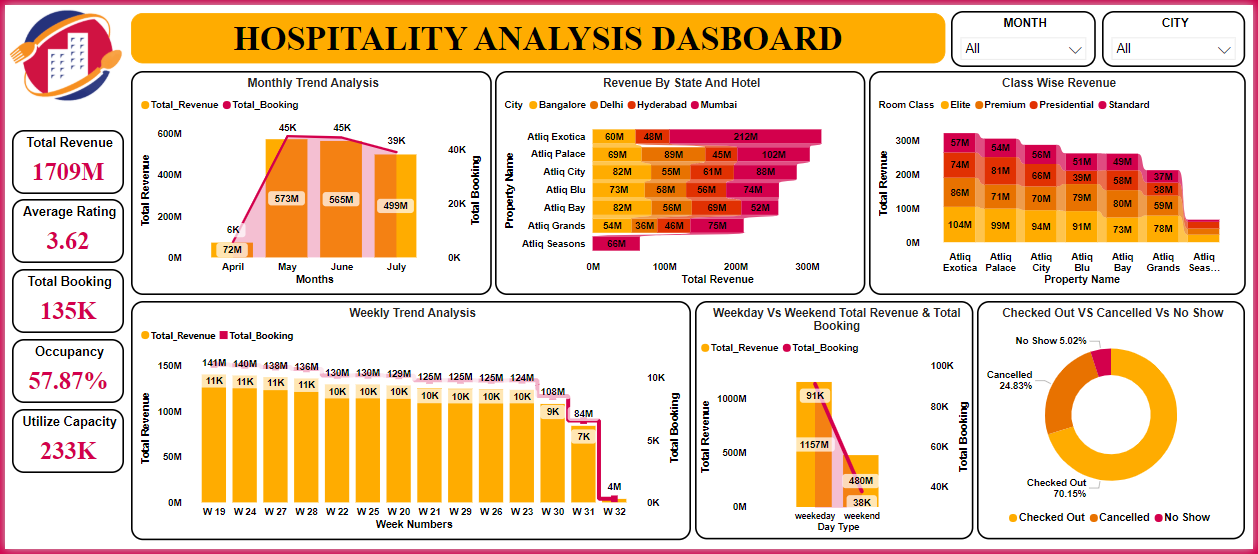 HOSPITALITY ANALYSIS DASBOARD
MONTH
All
CITY
All
Total Revenue
1709M
Average Rating
3.62
Total Booking
135K
Occupancy
57.87%
Utilize Capacity
233K
Monthly Trend Analysis
Total_Revenue Total_Booking
Total Revenue
600M
400M
200M
0M
45K 45K 39K 6K
573M 565M 499M 72M
40K
20K
0K
Total Booking
April May June July
Months
Revenue By State And Hotel
City Bangalore Delhi Hyderabad Mumbai
Property Name
Atliq Exotica 60M 48M 212M
Atliq Palace 69M 89M 45M 102M
Atliq City 82M 55M 61M 88M
Atliq Blu 73M 58M 56M 74M
Atliq Bay 82M 56M 69M 52M
Atliq Grands 54M 36M 46M 75M
Atliq Seasons 66M
0M 100M 200M 300M
Total Revenue
Class Wise Revenue
Room Class Elite Premium Presidential Standard
Total Revenue
300M
200M
100M
0M
57M 54M 56M 51M 49M 37M
74M 81M 66M 39M 58M 38M
86M 71M 70M 79M 80M 59M
104M 99M 94M 91M 73M 78M
Atliq Atliq Atliq Atliq Atliq Atliq Atliq
Exotica Palace City Blu Bay Grands Seas...
Property Name
Weekly Trend Analysis
Total_Revenue Total_Booking
Total Revenue
150M
100M
50M
0M
141M 140M 138M 136M 130M 130M 129M 125M 125M 125M 124M 108M 84M 4M
11K 11K 11K 11K 10K 10K 10K 10K 10K 10K 10K 9K 7K
10K
5K
0K
Total Booking
W 19 W 24 W 27 W 28 W 22 W 25 W 20 W 21 W 29 W 26 W 23 W 30 W 31 W 32
Week Numbers
Weekday Vs Weekend Total Revenue & Total
Booking
Total_Revenue Total_Booking
Total Revenue
1000M
500M
0M
91K
1157M
480M
38K
100K
80K
60K
40K
Total Booking
weekeday weekend
Day Type
Checked Out VS Cancelled Vs No Show
No Show 5.02%
Cancelled
24.83%
Checked Out
70.15%
Checked Out Cancelled No Show